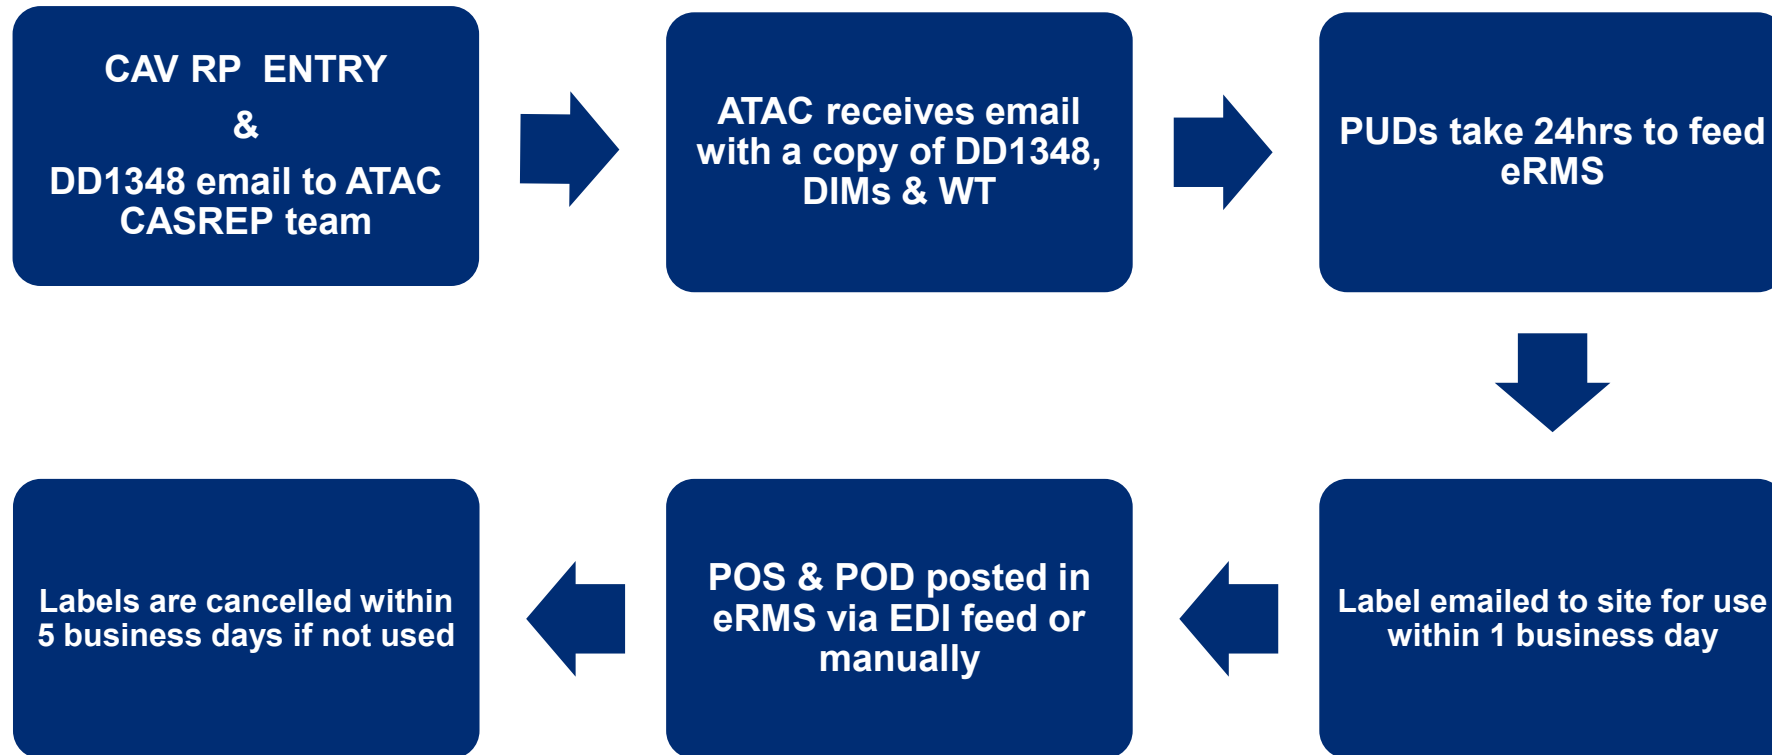 CAV RP ENTRY
&
DD1348 email to ATAC
CASREP team
ATAC receives email
with a copy of DD1348,
DIMs & WT
PUDs take 24hrs to feed
eRMS
Label emailed to site for use
within 1 business day
POS & POD posted in
eRMS via EDI feed or
manually
Labels are cancelled within
5 business days if not used